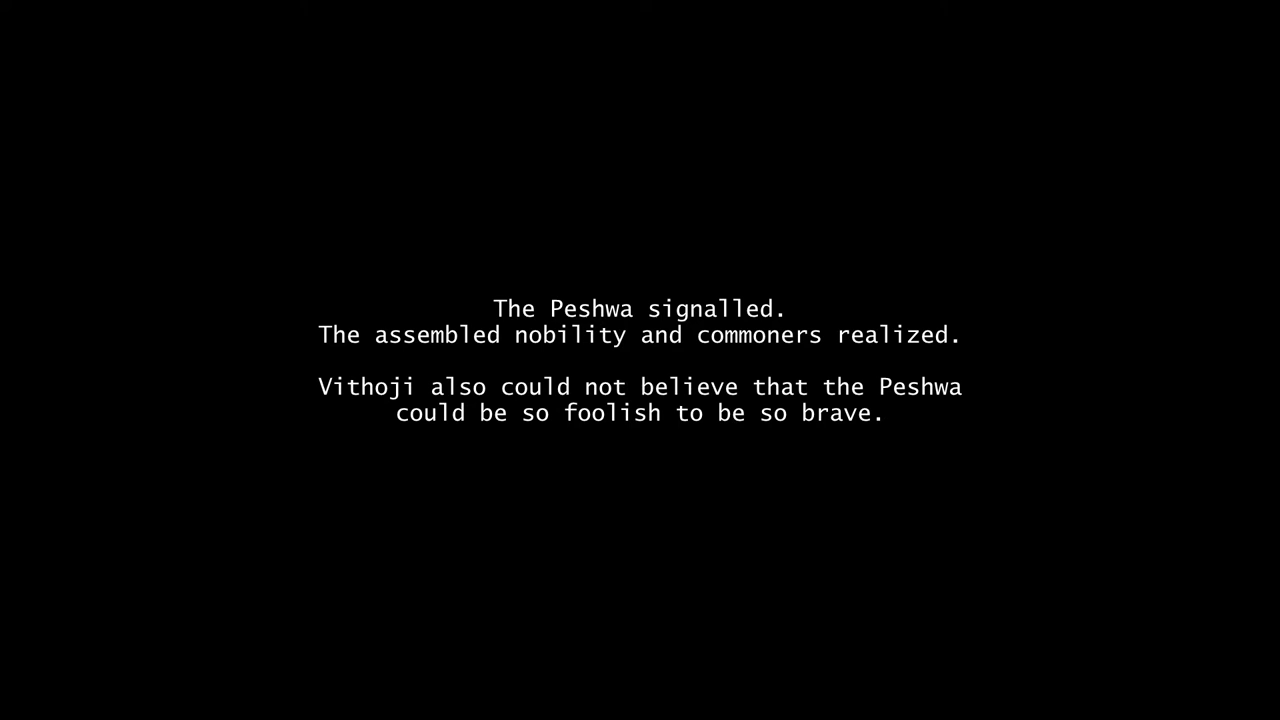 The Peshwa signalled.
The assembled nobility and commoners realized.
Vithoji also could not believe that the Peshwa
could be so foolish to be so brave.